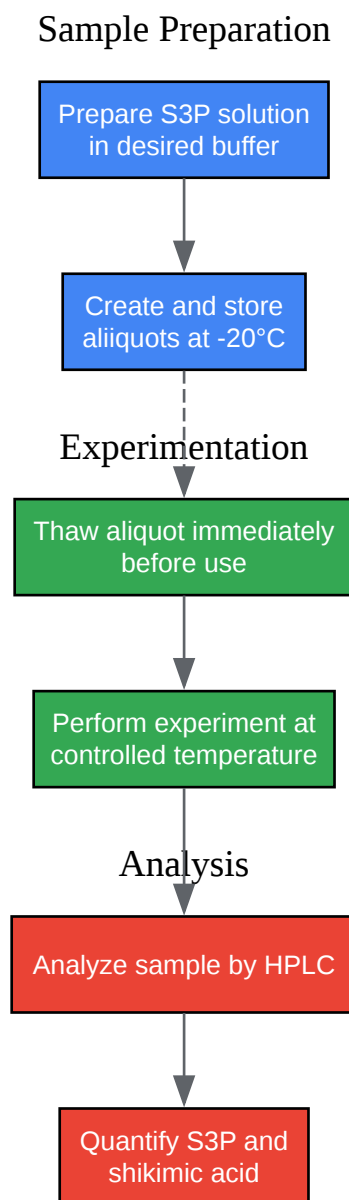 Sample Preparation
Prepare S3P solution
in desired buffer
Create and store
aliiquots at -20°C
Experimentation
Thaw aliquot immediately
before use
Perform experiment at
controlled temperature
Analysis
Analyze sample by HPLC
Quantify S3P and
shikimic acid